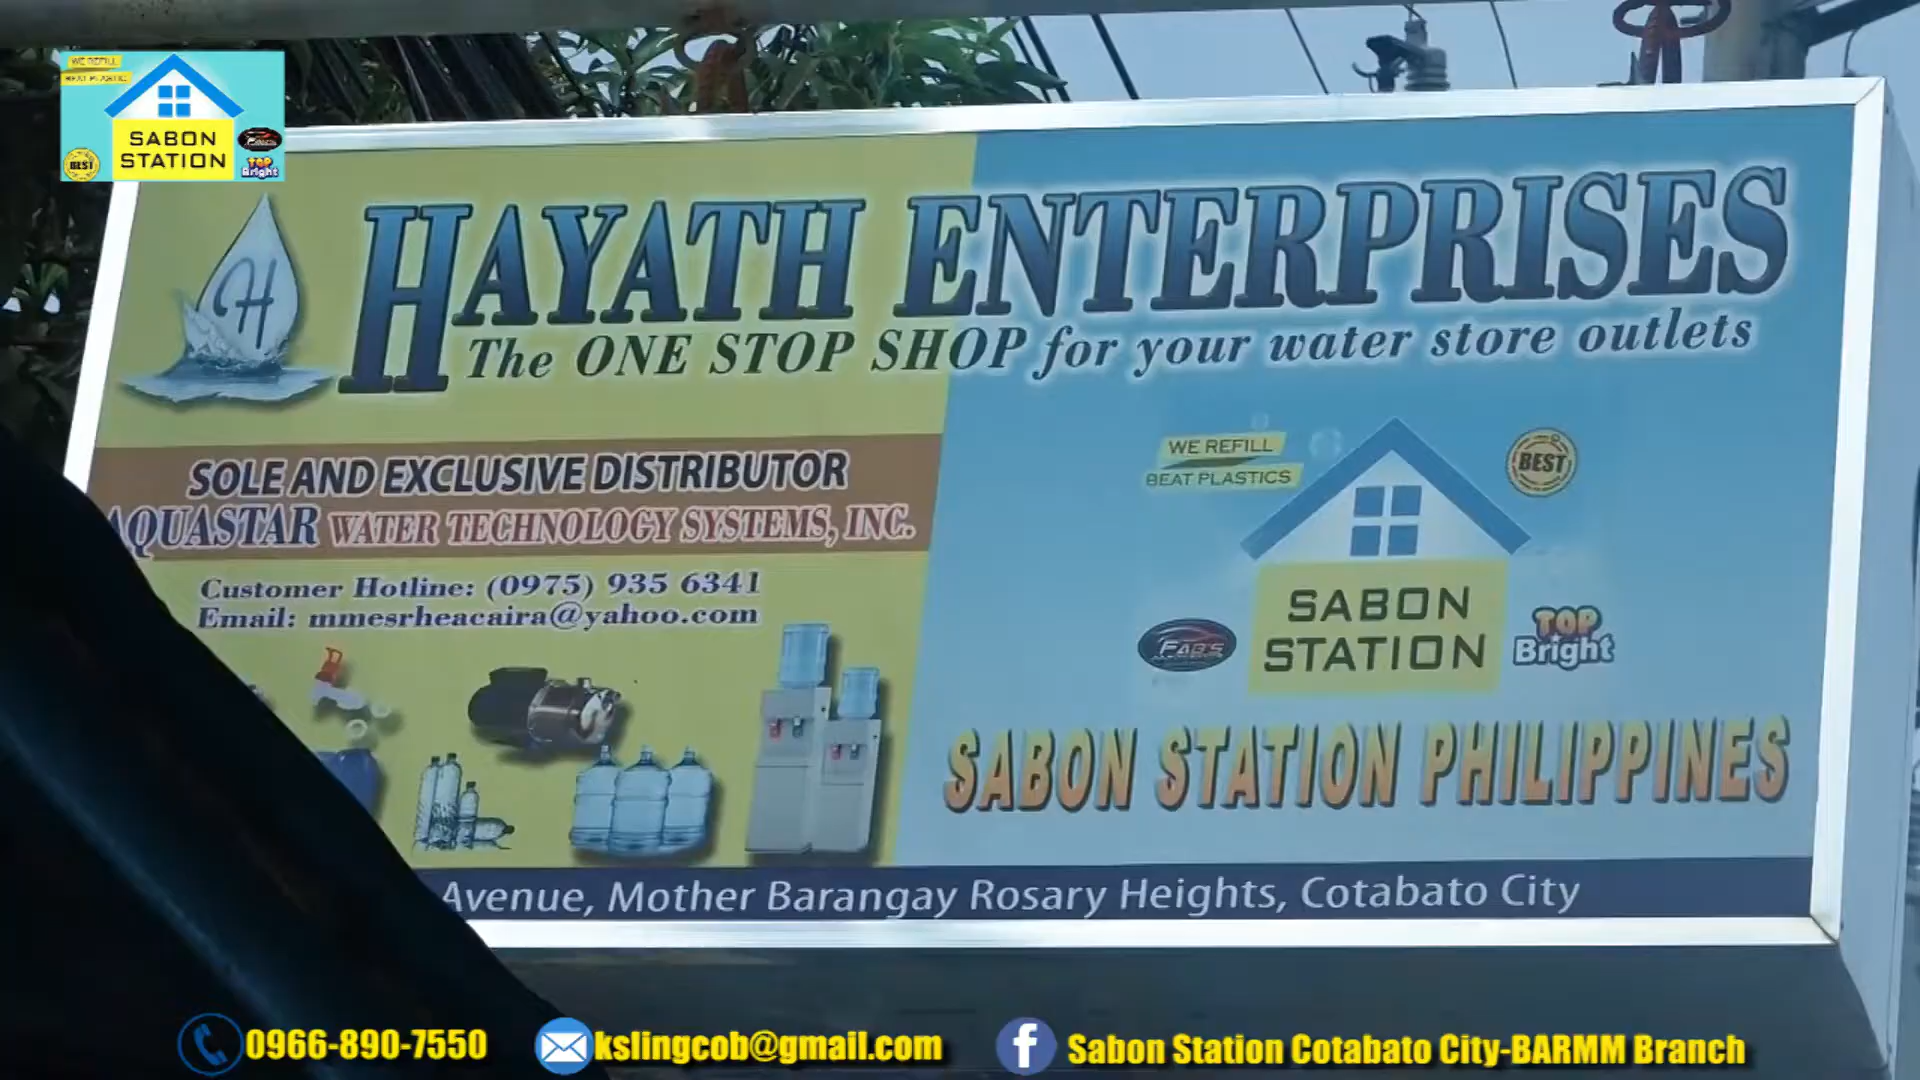 WE REFILL
BEAT PLASTIC
SABON
STATION
BEST
TOP
Bright
H
HAYATH ENTERPRISES
The ONE STOP SHOP for your water store outlets
SOLE AND EXCLUSIVE DISTRIBUTOR
AQUASTAR WATER TECHNOLOGY SYSTEMS, INC.
Customer Hotline: (0975) 935 6341
Email: mmesrheacaira@yahoo.com
WE REFILL
BEAT PLASTICS
BEST
SABON
STATION
FAB'S
TOP
Bright
SABON STATION PHILIPPINES
Avenue, Mother Barangay Rosary Heights, Cotabato City
0966-890-7550
kslingcob@gmail.com
Sabon Station Cotabato City-BARMM Branch